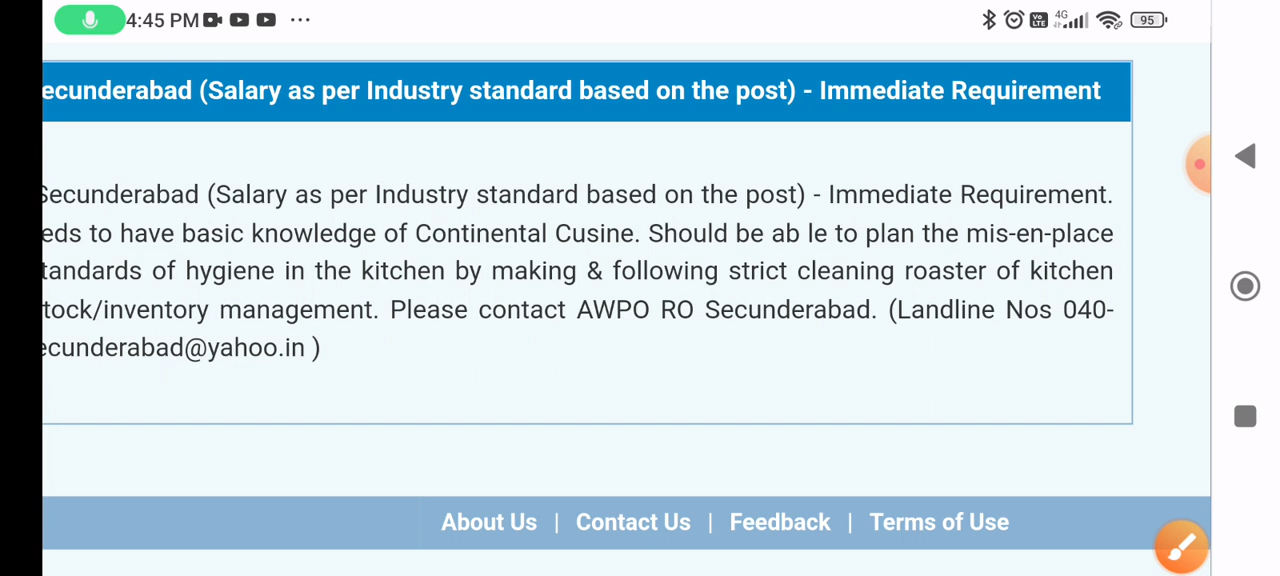 4:45 PM ...
4G
Vo
LTE
95
ecunderabad (Salary as per Industry standard based on the post) - Immediate Requirement
Secunderabad (Salary as per Industry standard based on the post) - Immediate Requirement.
eds to have basic knowledge of Continental Cusine. Should be ab le to plan the mis-en-place
tandards of hygiene in the kitchen by making & following strict cleaning roaster of kitchen
tock/inventory management. Please contact AWPO RO Secunderabad. (Landline Nos 040-
ecunderabad@yahoo.in )
About Us | Contact Us | Feedback | Terms of Use